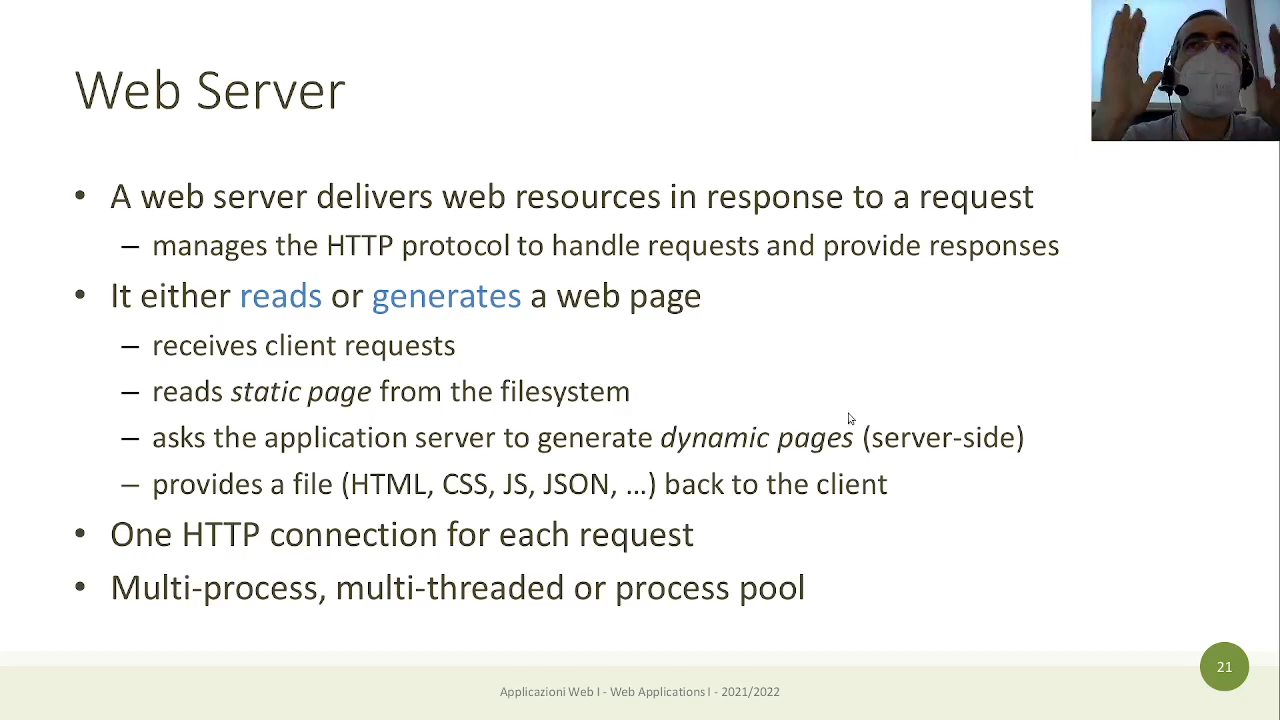 Web Server
• A web server delivers web resources in response to a request
– manages the HTTP protocol to handle requests and provide responses
• It either reads or generates a web page
– receives client requests
– reads static page from the filesystem
– asks the application server to generate dynamic pages (server-side)
– provides a file (HTML, CSS, JS, JSON, …) back to the client
• One HTTP connection for each request
• Multi-process, multi-threaded or process pool
21
Applicazioni Web I - Web Applications I - 2021/2022